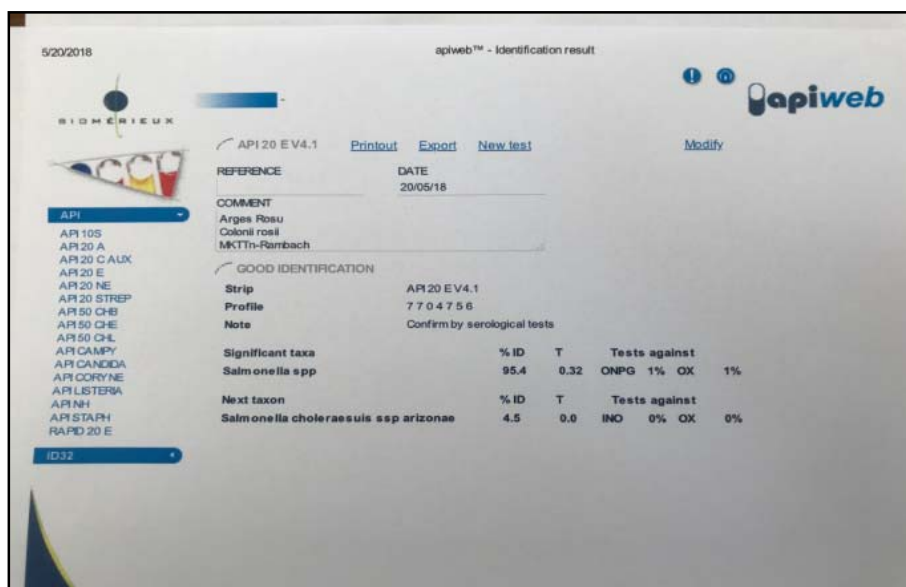 5/20/2018 apiweb™ - Identification result
BIOMÉRIEUX
! @
apiweb
API 20 E V4.1 Printout Export New test Modify
REFERENCE DATE
20/05/18
COMMENT
Arges Rosu
Colonii rosii
MKTTn-Rambach
API
API 10S
API 20 A
API 20 C AUX
API 20 E
API 20 NE
API 20 STREP
API 50 CHB
API 50 CHE
API 50 CHL
API CAMPY
API CANDIDA
API CORYNE
API LISTERIA
API NH
API STAPH
RAPID 20 E
ID32
GOOD IDENTIFICATION
Strip API 20 E V4.1
Profile 7 7 0 4 7 5 6
Note Confirm by serological tests
Significant taxa % ID T Tests against
Salmonella spp 95.4 0.32 ONPG 1% OX 1%
Next taxon % ID T Tests against
Salmonella choleraesuis ssp arizonae 4.5 0.0 INO 0% OX 0%